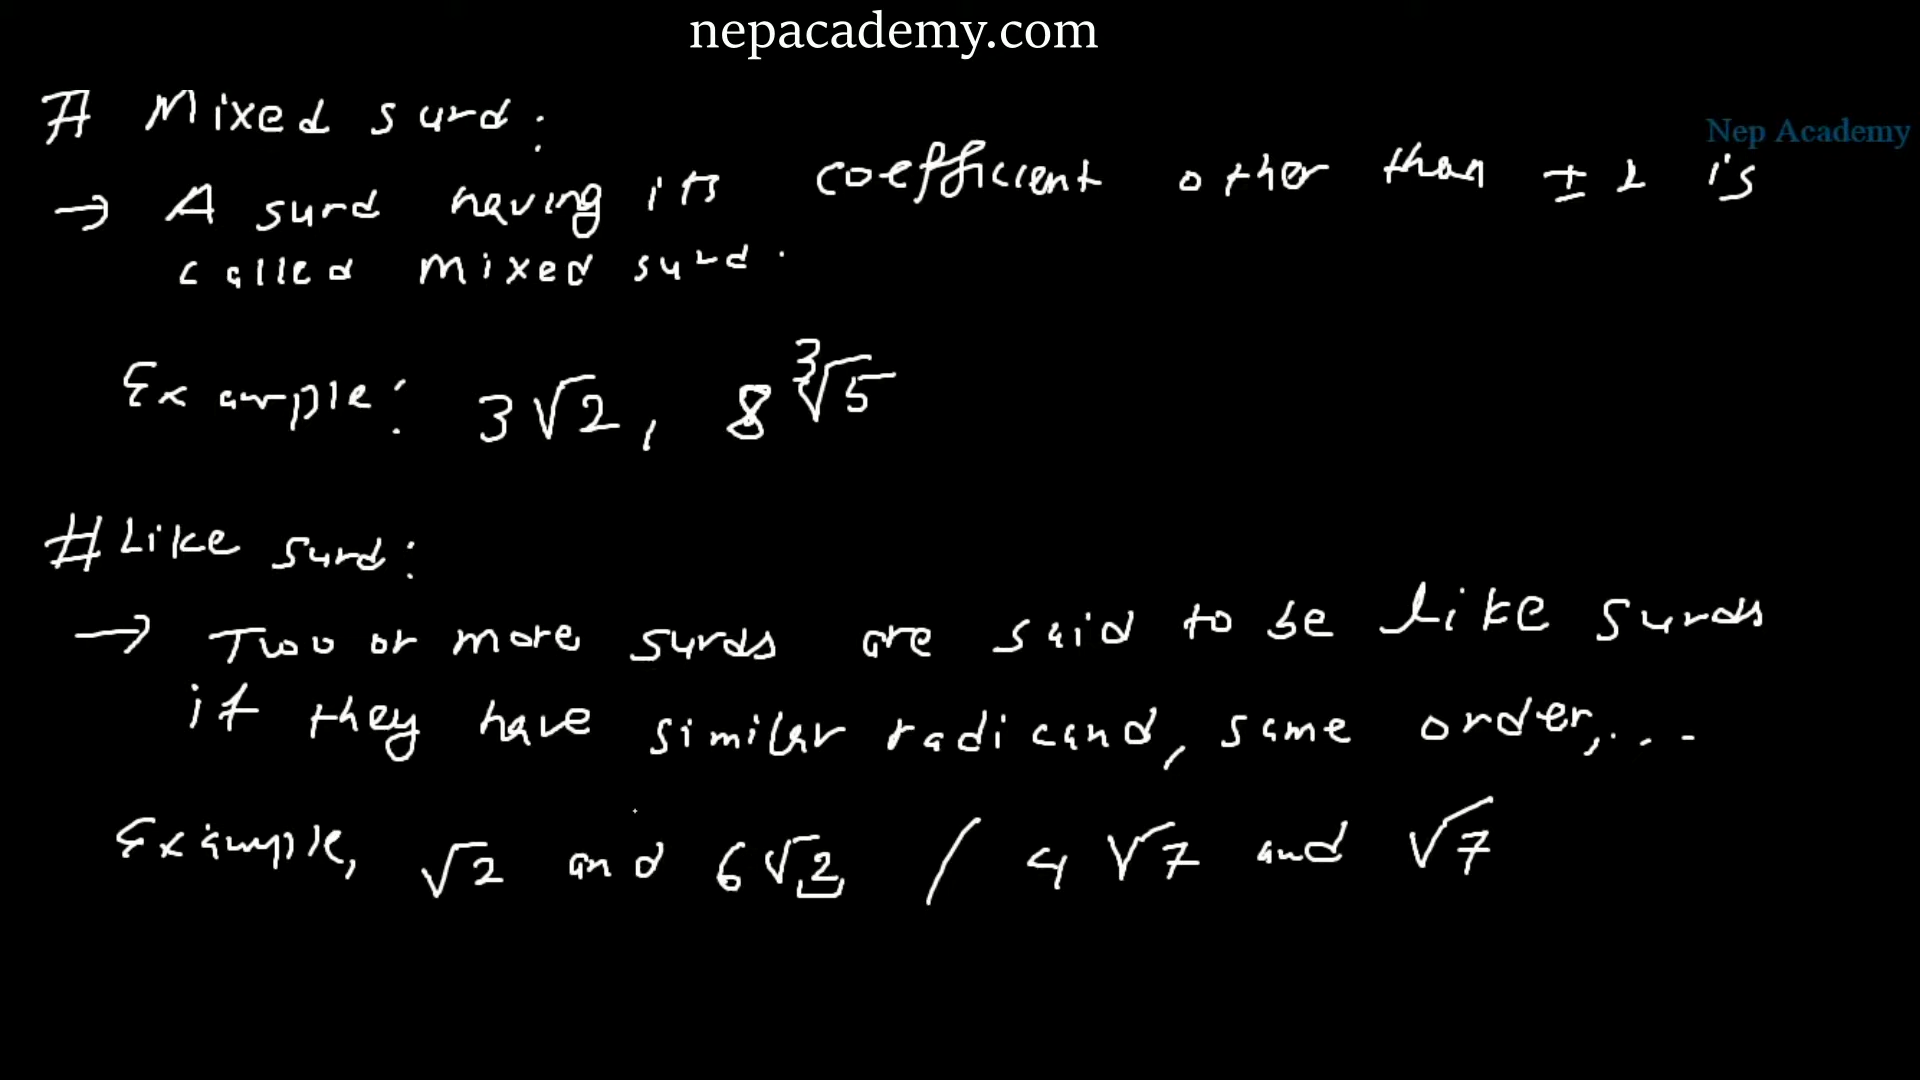 nepacademy.com
# Mixed surd:
Nep Academy
→ A surd having its coefficient other than ± 1 is
called mixed surd.
Example: 3√2, 8∛5
# Like surd:
→ Two or more surds are said to be like surds
if they have similar radicand, same order,...
Example, √2 and 6√2 / 4√7 and √7